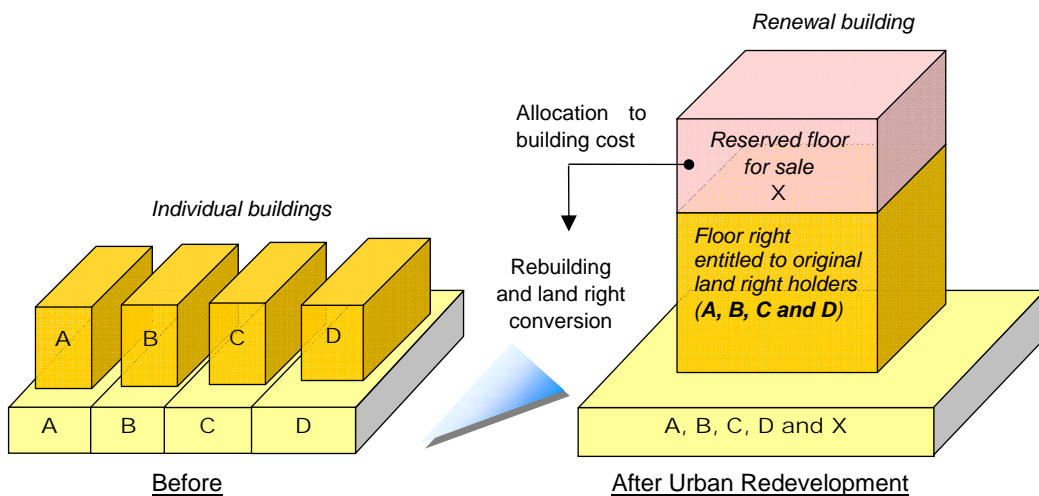 Renewal building
Allocation to
building cost
Reserved floor
for sale
X
Individual buildings
Floor right
entitled to original
land right holders
(A, B, C and D)
Rebuilding
and land right
conversion
A
B
C
D
A
B
C
D
A, B, C, D and X
Before
After Urban Redevelopment